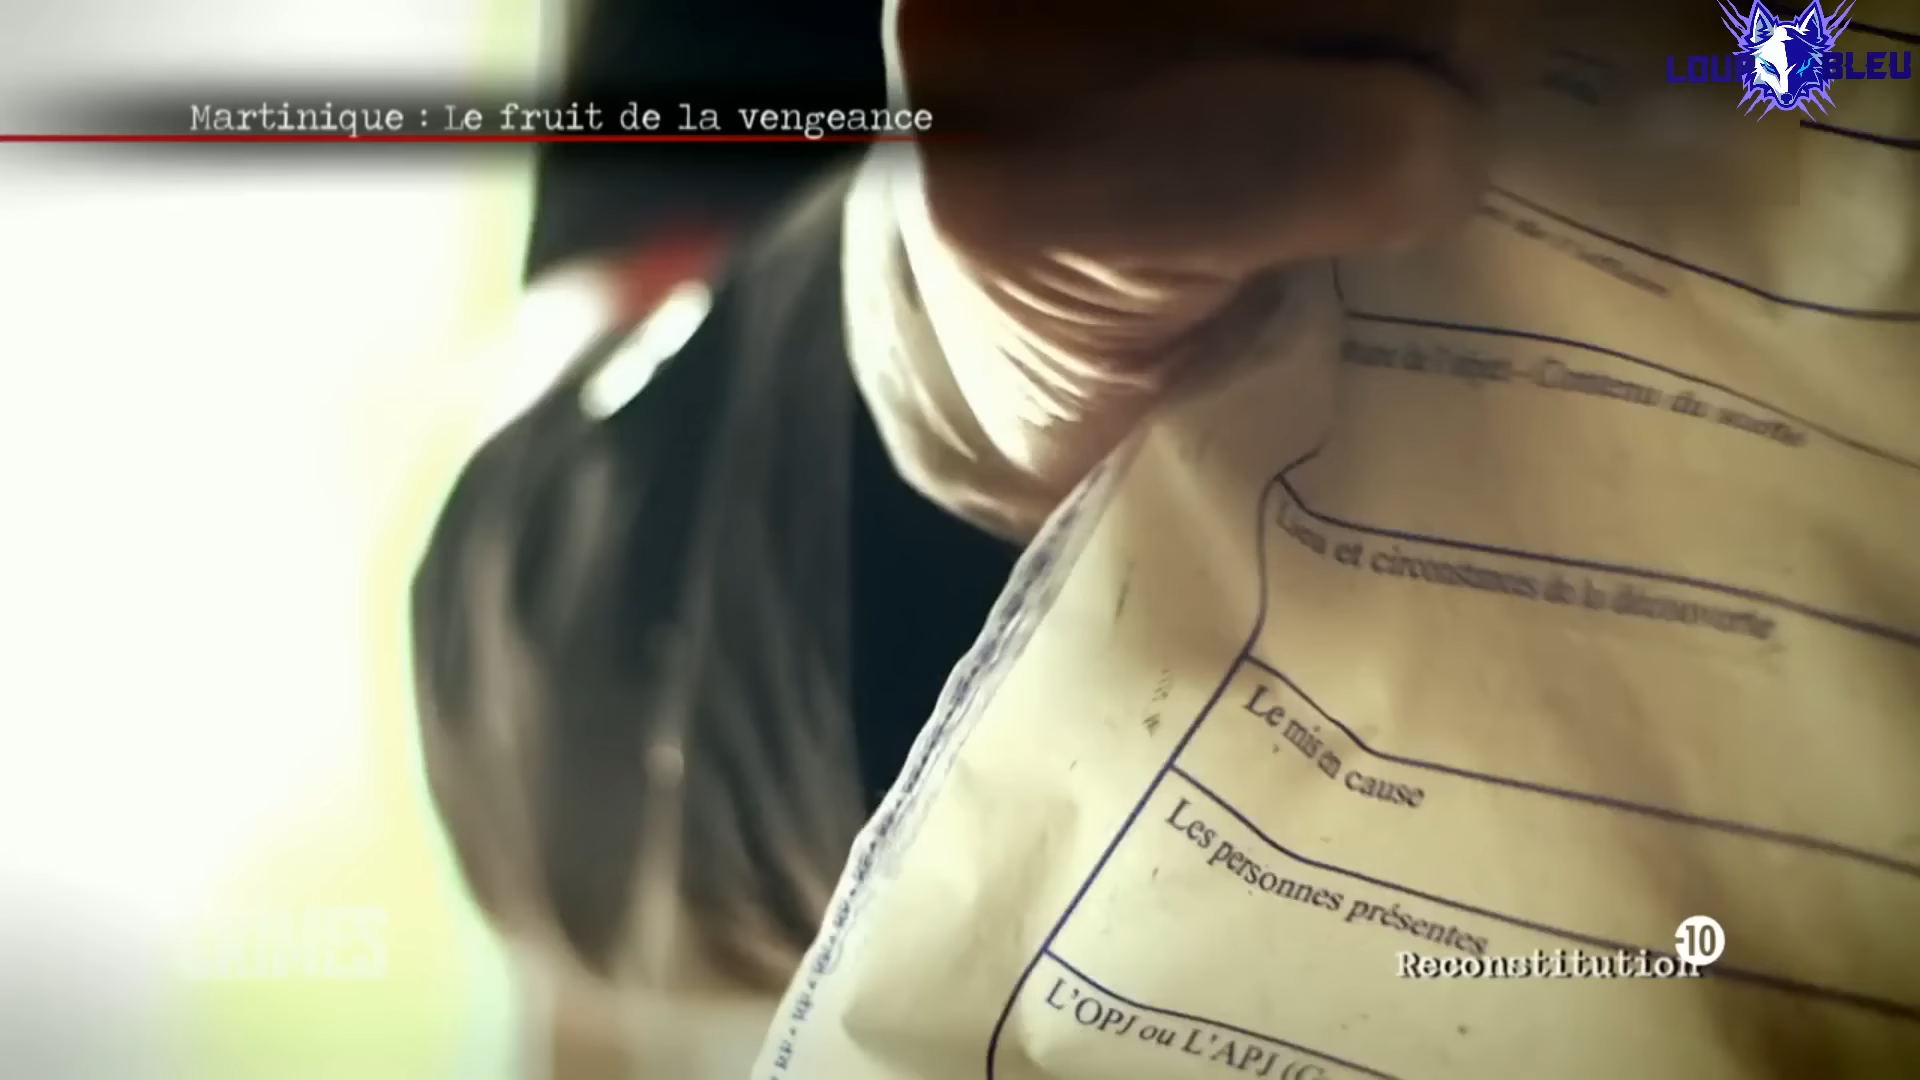 LOUP BLEU
Martinique : Le fruit de la vengeance
Lieu et circonstances de la découverte
Le mis en cause
Les personnes présentes
L'OPJ ou L'APJ (
CRIMES
-10
Reconstitution